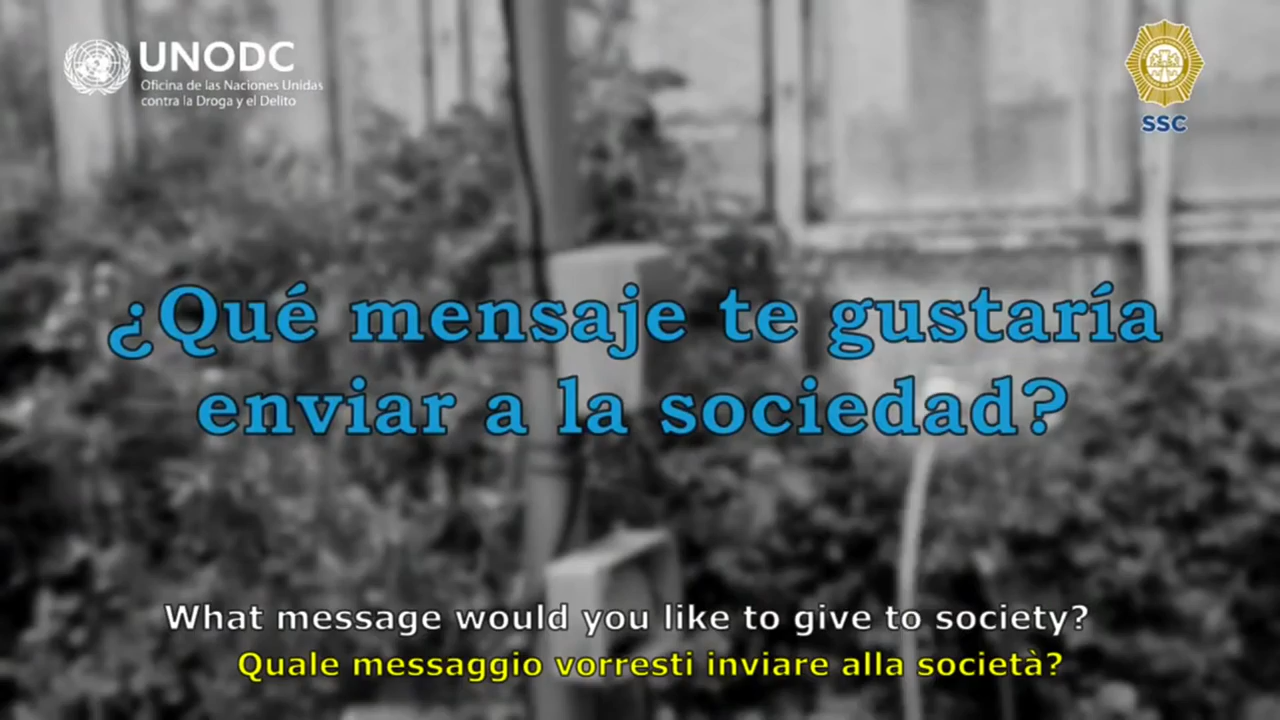 UNODC
Oficina de las Naciones Unidas
contra la Droga y el Delito
SSC
¿Qué mensaje te gustaría
enviar a la sociedad?
What message would you like to give to society?
Quale messaggio vorresti inviare alla società?